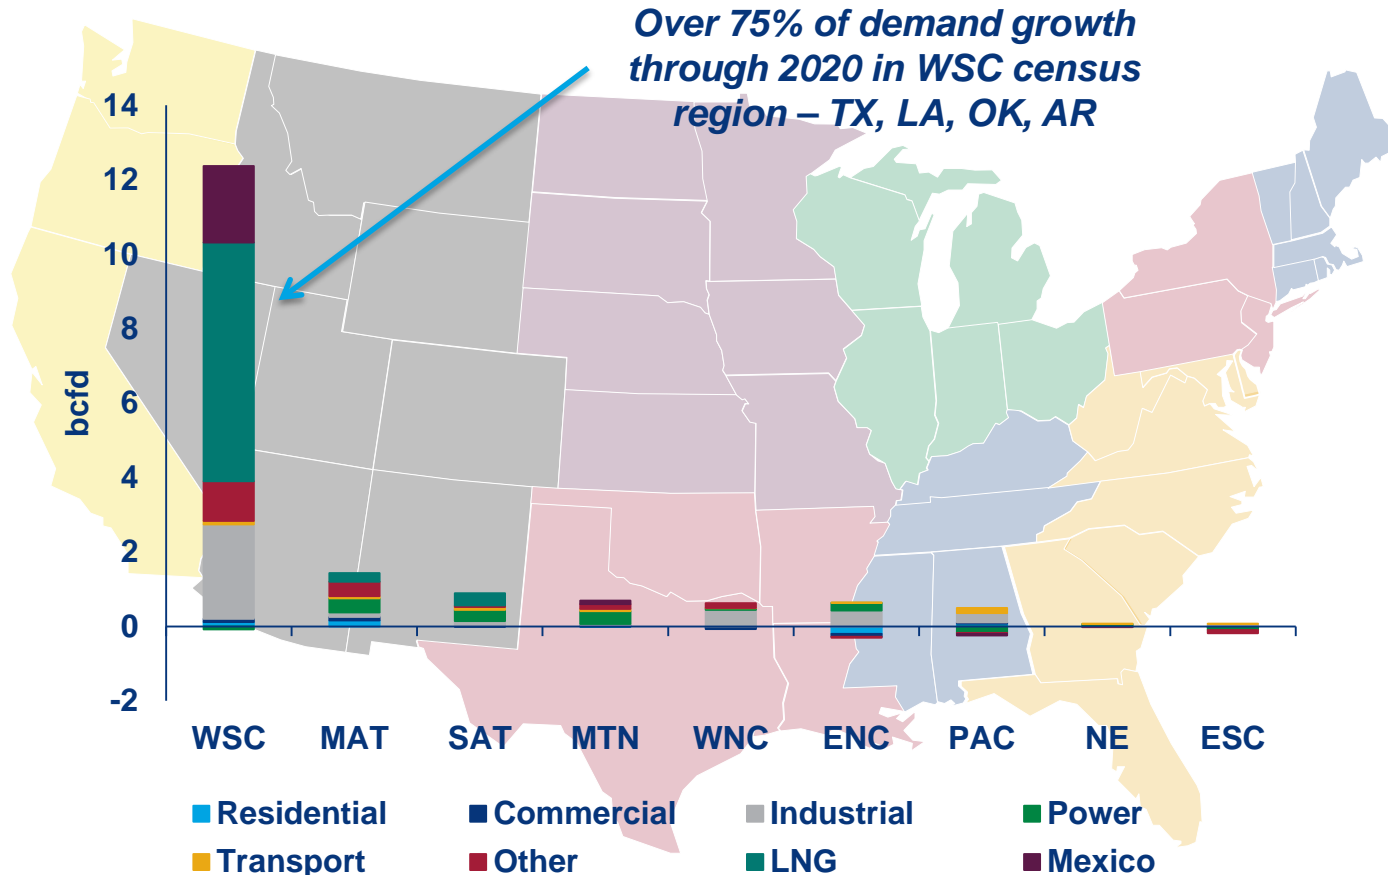 Over 75% of demand growth
through 2020 in WSC census
region – TX, LA, OK, AR
14
12
10
8
6
4
2
0
-2
bcfd
WSC MAT SAT MTN WNC ENC PAC NE ESC
Residential Commercial Industrial Power
Transport Other LNG Mexico